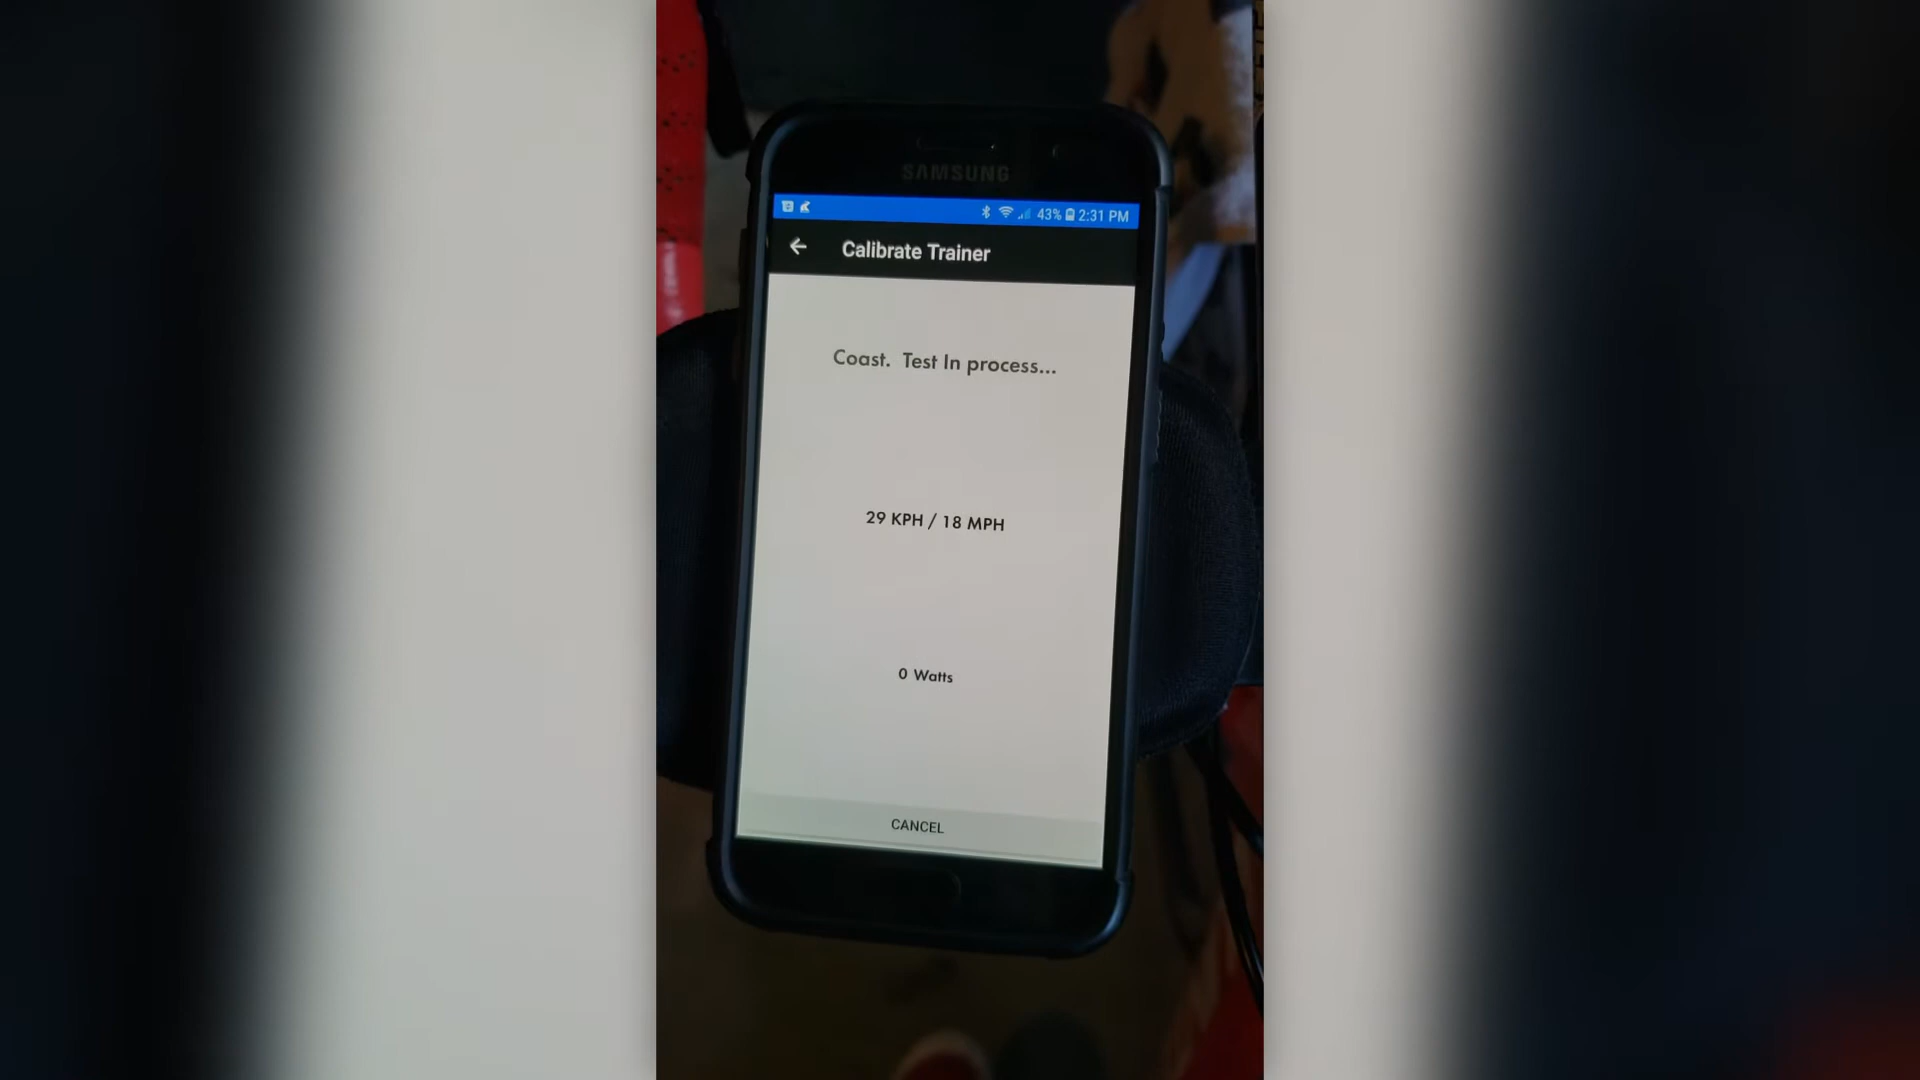 SAMSUNG
43% 2:31 PM
Calibrate Trainer
Coast. Test In process...
29 KPH / 18 MPH
0 Watts
CANCEL